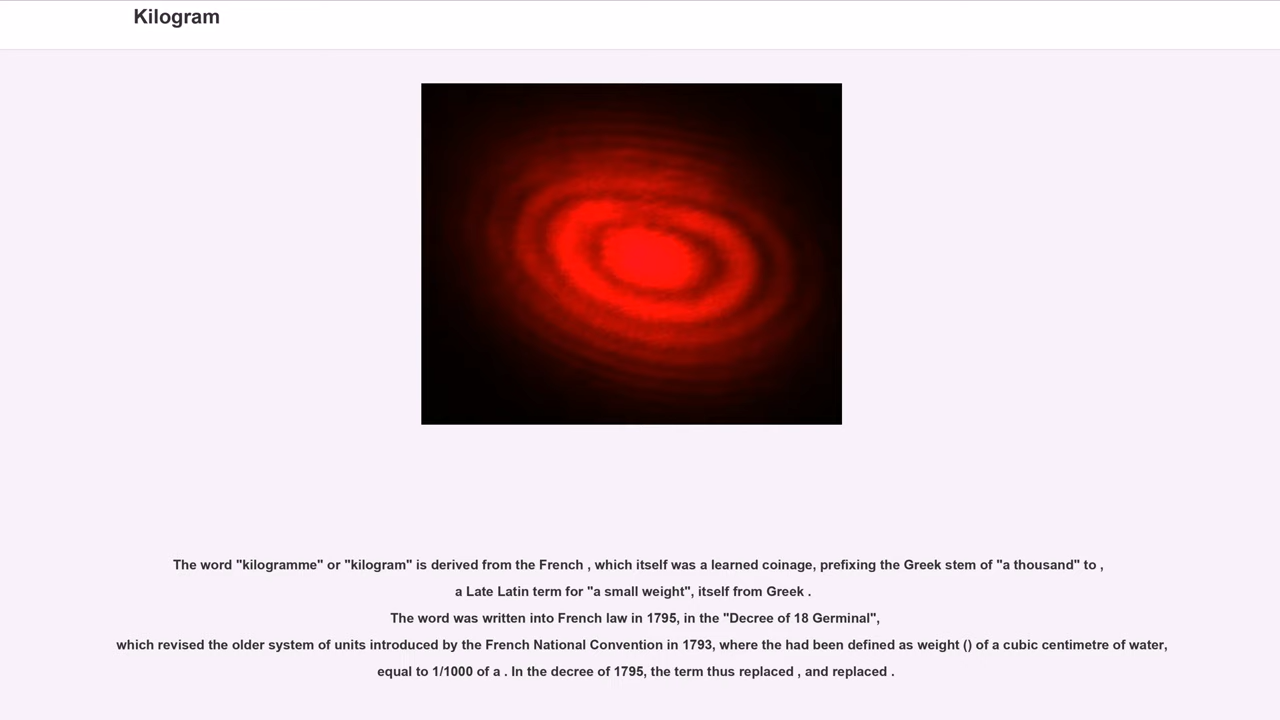 Kilogram
The word "kilogramme" or "kilogram" is derived from the French , which itself was a learned coinage, prefixing the Greek stem of "a thousand" to ,
a Late Latin term for "a small weight", itself from Greek .
The word was written into French law in 1795, in the "Decree of 18 Germinal",
which revised the older system of units introduced by the French National Convention in 1793, where the had been defined as weight () of a cubic centimetre of water,
equal to 1/1000 of a . In the decree of 1795, the term thus replaced , and replaced .